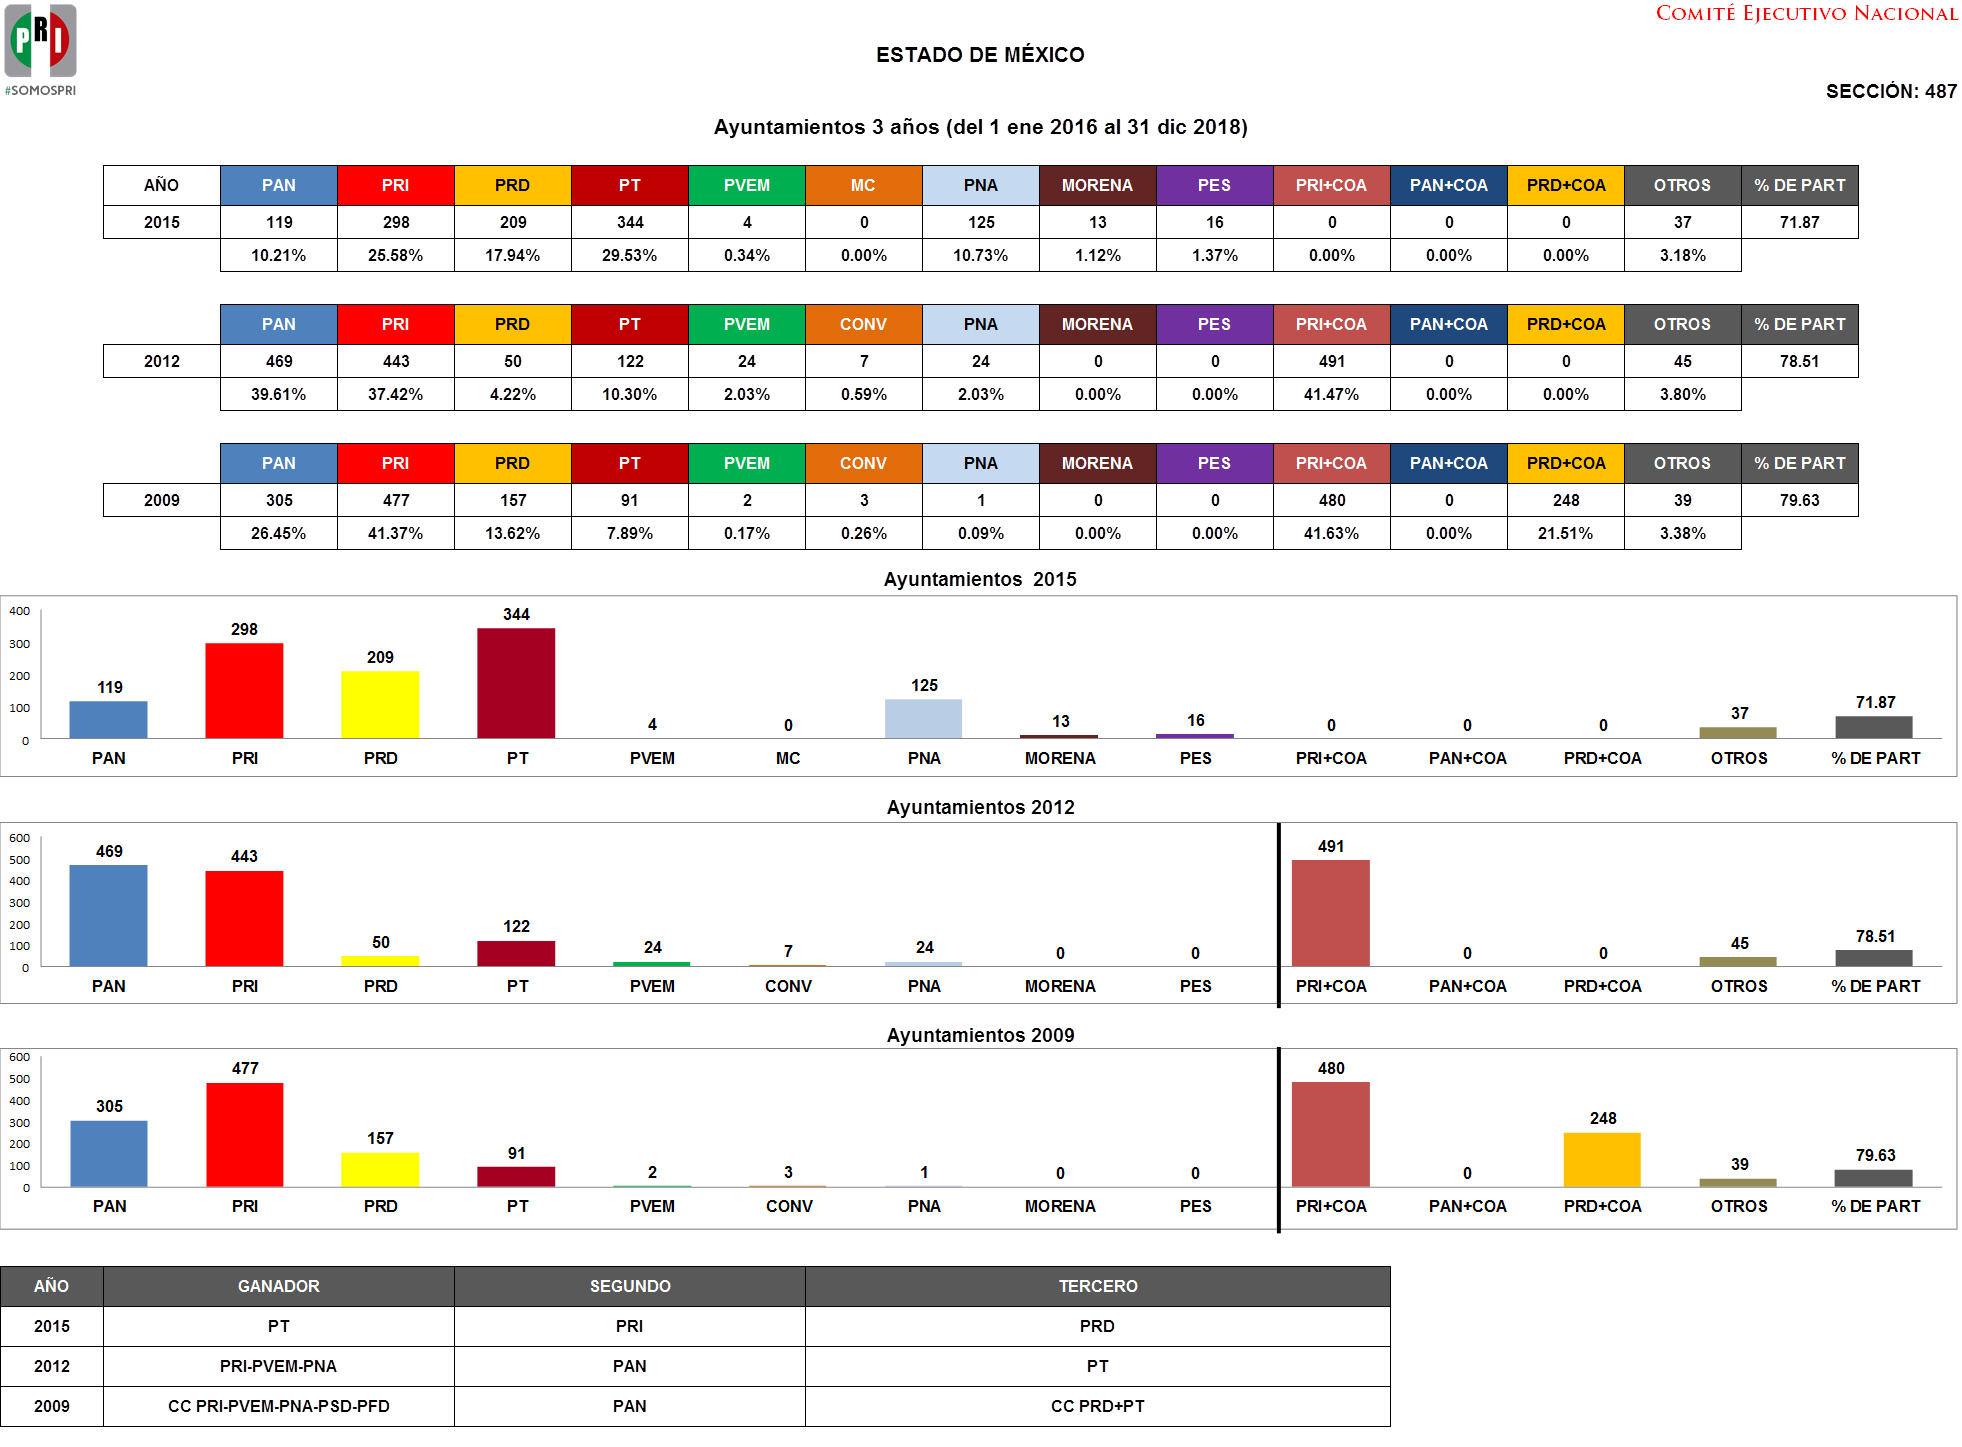 PRI
#SOMOSPRI
COMITÉ EJECUTIVO NACIONAL
ESTADO DE MÉXICO
SECCIÓN: 487
Ayuntamientos 3 años (del 1 ene 2016 al 31 dic 2018)
AÑO PAN PRI PRD PT PVEM MC PNA MORENA PES PRI+COA PAN+COA PRD+COA OTROS % DE PART
2015 119 298 209 344 4 0 125 13 16 0 0 0 37 71.87
10.21% 25.58% 17.94% 29.53% 0.34% 0.00% 10.73% 1.12% 1.37% 0.00% 0.00% 0.00% 3.18%
PAN PRI PRD PT PVEM CONV PNA MORENA PES PRI+COA PAN+COA PRD+COA OTROS % DE PART
2012 469 443 50 122 24 7 24 0 0 491 0 0 45 78.51
39.61% 37.42% 4.22% 10.30% 2.03% 0.59% 2.03% 0.00% 0.00% 41.47% 0.00% 0.00% 3.80%
PAN PRI PRD PT PVEM CONV PNA MORENA PES PRI+COA PAN+COA PRD+COA OTROS % DE PART
2009 305 477 157 91 2 3 1 0 0 480 0 248 39 79.63
26.45% 41.37% 13.62% 7.89% 0.17% 0.26% 0.09% 0.00% 0.00% 41.63% 0.00% 21.51% 3.38%
Ayuntamientos 2015
400
300
200
100
0
119 298 209 344 4 0 125 13 16 0 0 0 37 71.87
PAN PRI PRD PT PVEM MC PNA MORENA PES PRI+COA PAN+COA PRD+COA OTROS % DE PART
Ayuntamientos 2012
600
500
400
300
200
100
0
469 443 50 122 24 7 24 0 0 491 0 0 45 78.51
PAN PRI PRD PT PVEM CONV PNA MORENA PES PRI+COA PAN+COA PRD+COA OTROS % DE PART
Ayuntamientos 2009
600
500
400
300
200
100
0
305 477 157 91 2 3 1 0 0 480 0 248 39 79.63
PAN PRI PRD PT PVEM CONV PNA MORENA PES PRI+COA PAN+COA PRD+COA OTROS % DE PART
AÑO GANADOR SEGUNDO TERCERO
2015 PT PRI PRD
2012 PRI-PVEM-PNA PAN PT
2009 CC PRI-PVEM-PNA-PSD-PFD PAN CC PRD+PT